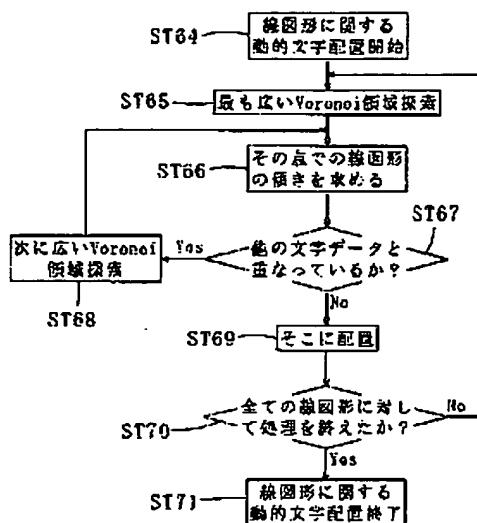 ST64
線図形に関する
動的文字配置開始
ST65
最も広いVoronoi領域探索
ST66
その点での線図形
の傾きを求める
ST67
他の文字データと
重なっているか?
Yes
次に広いVoronoi
領域探索
ST68
No
ST69
そこに配置
ST70
全ての線図形に対し
て処理を終えたか?
No
Yes
ST71
線図形に関する
動的文字配置終了